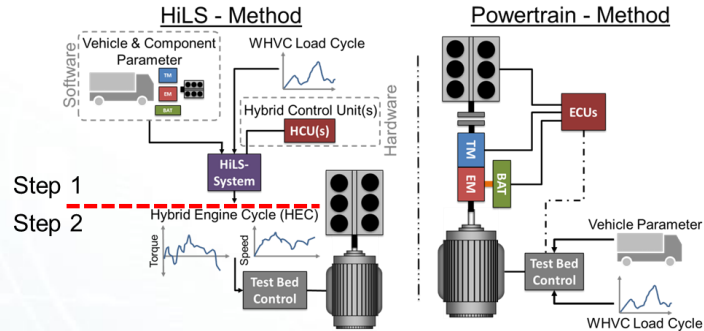 HiLS - Method
Vehicle & Component
Parameter
Software
TM
EM
BAT
WHVC Load Cycle
Hybrid Control Unit(s)
HCU(s)
Hardware
HiLS-
System
Step 1
Step 2
Hybrid Engine Cycle (HEC)
Torque
Speed
Test Bed
Control
Powertrain - Method
ECUs
TM
EM
BAT
Vehicle Parameter
Test Bed
Control
WHVC Load Cycle